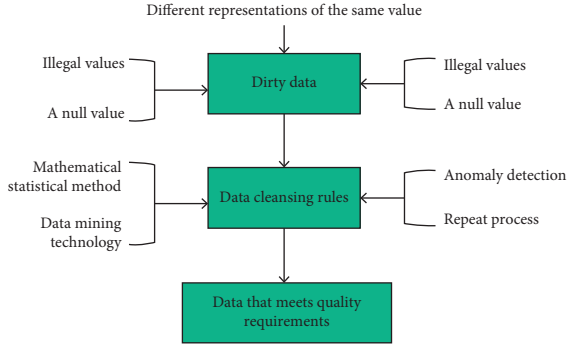 Different representations of the same value
Illegal values
A null value
Dirty data
Illegal values
A null value
Mathematical
statistical method
Data mining
technology
Data cleansing rules
Anomaly detection
Repeat process
Data that meets quality
requirements